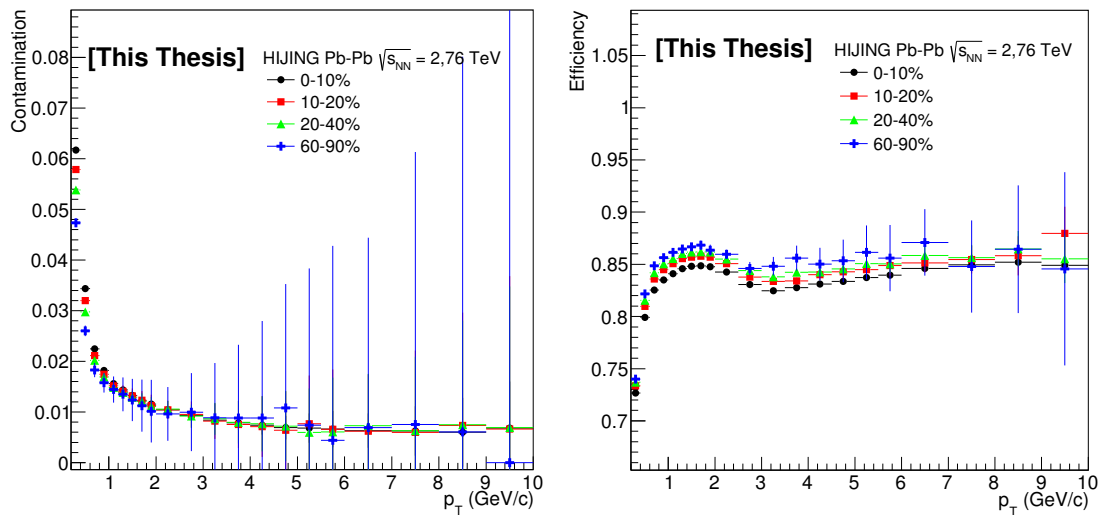 Contamination
0.08
0.07
0.06
0.05
0.04
0.03
0.02
0.01
0
[This Thesis]
HIJING Pb-Pb √sNN = 2,76 TeV
0-10%
10-20%
20-40%
60-90%
1 2 3 4 5 6 7 8 9 10
pT (GeV/c)
Efficiency
1.05
1
0.95
0.9
0.85
0.8
0.75
0.7
[This Thesis]
HIJING Pb-Pb √sNN = 2,76 TeV
0-10%
10-20%
20-40%
60-90%
1 2 3 4 5 6 7 8 9 10
pT (GeV/c)